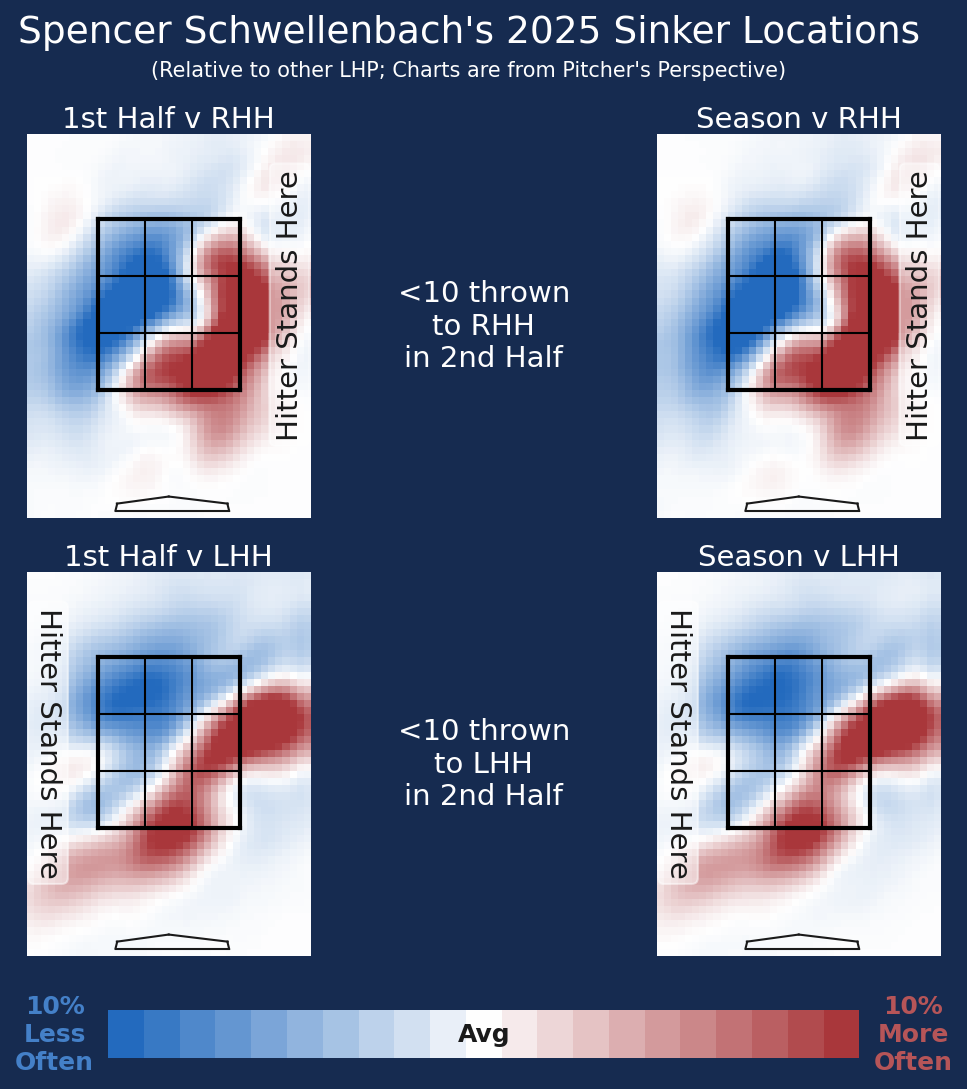 Spencer Schwellenbach's 2025 Sinker Locations
(Relative to other LHP; Charts are from Pitcher's Perspective)
1st Half v RHH
Season v RHH
Hitter Stands Here
<10 thrown
to RHH
in 2nd Half
Hitter Stands Here
1st Half v LHH
Season v LHH
Hitter Stands Here
<10 thrown
to LHH
in 2nd Half
Hitter Stands Here
10%
Less
Often
Avg
10%
More
Often